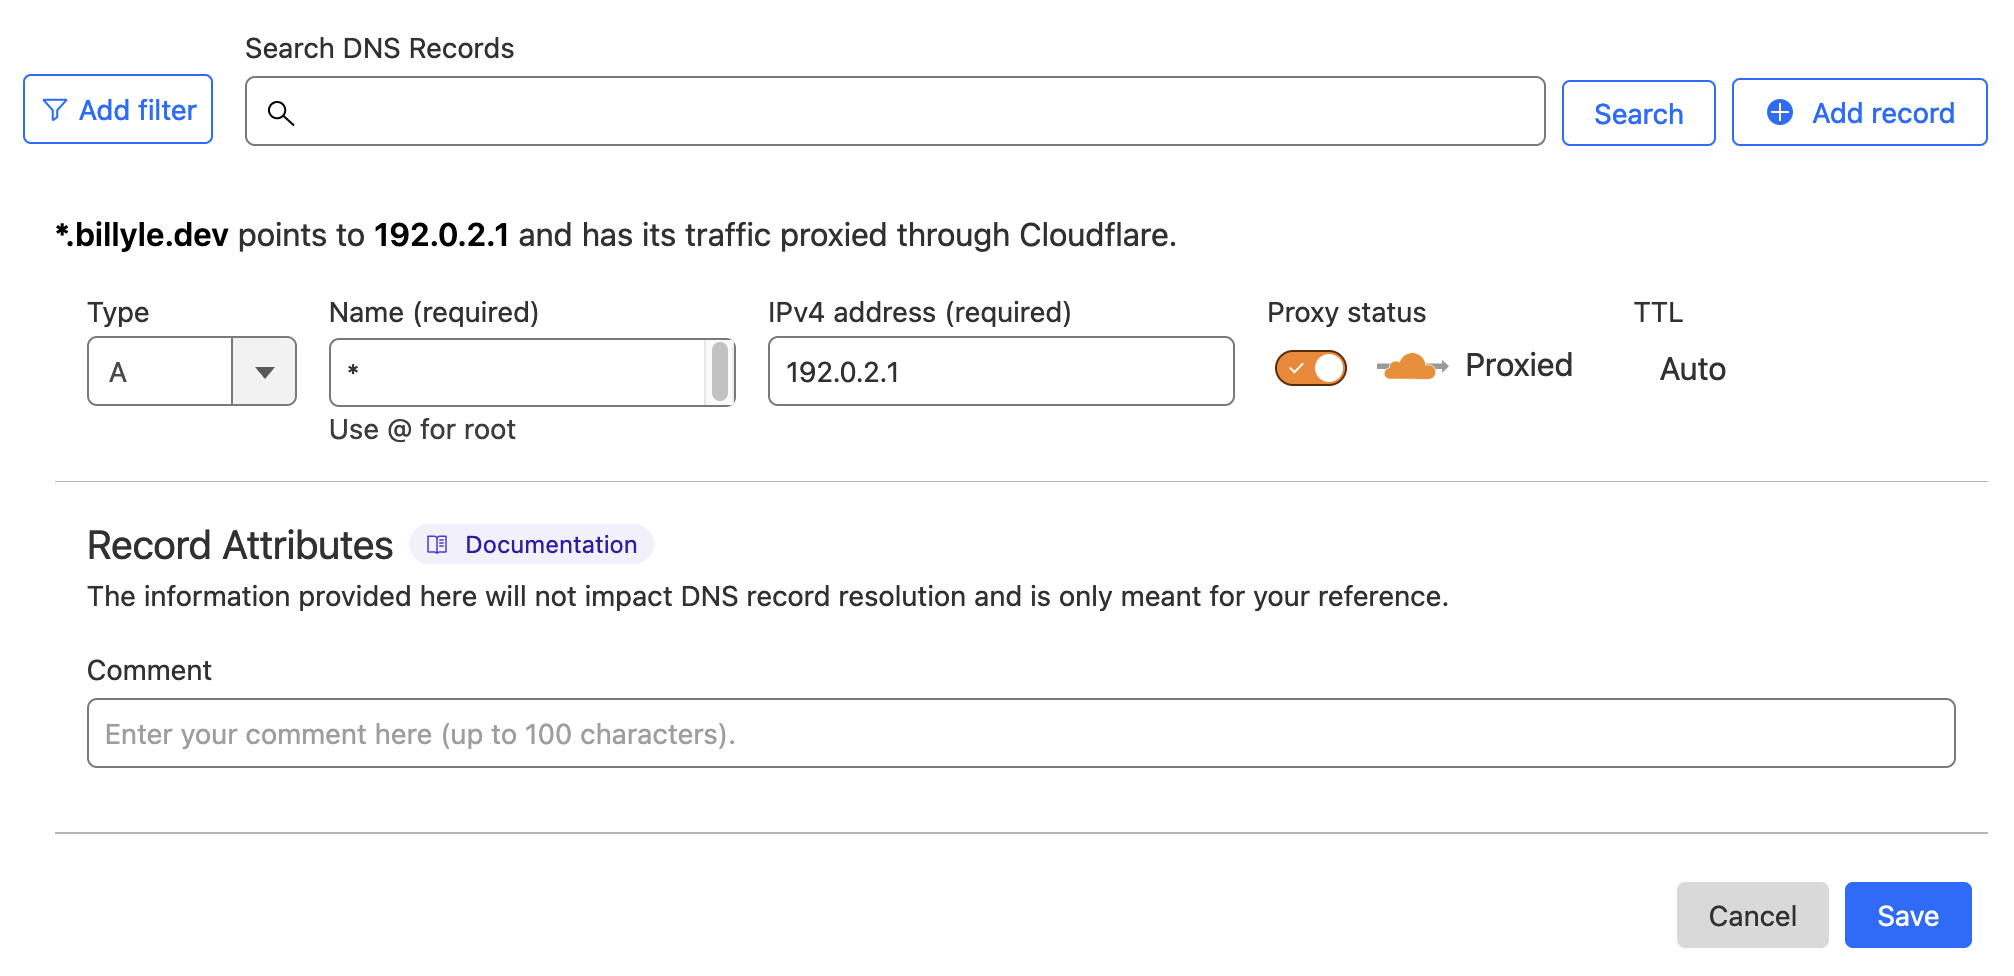 Search DNS Records
Add filter
Search
Add record
*.billyle.dev points to 192.0.2.1 and has its traffic proxied through Cloudflare.
Type
Name (required)
IPv4 address (required)
Proxy status
TTL
A
*
192.0.2.1
Proxied
Auto
Use @ for root
Record Attributes
Documentation
The information provided here will not impact DNS record resolution and is only meant for your reference.
Comment
Enter your comment here (up to 100 characters).
Cancel
Save